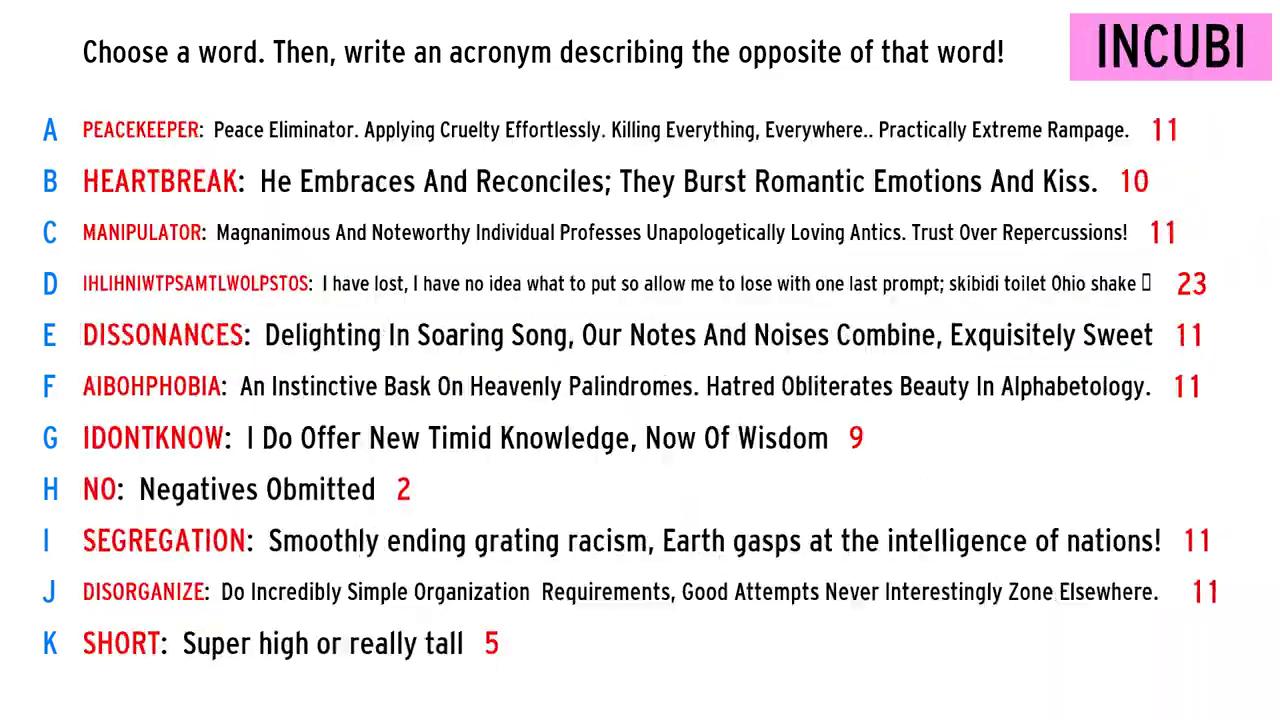 Choose a word. Then, write an acronym describing the opposite of that word!
INCUBI
A PEACEKEEPER: Peace Eliminator. Applying Cruelty Effortlessly. Killing Everything, Everywhere.. Practically Extreme Rampage. 11
B HEARTBREAK: He Embraces And Reconciles; They Burst Romantic Emotions And Kiss. 10
C MANIPULATOR: Magnanimous And Noteworthy Individual Professes Unapologetically Loving Antics. Trust Over Repercussions! 11
D IHLIHNIWTPSAMTLWOLPSTOS: I have lost, I have no idea what to put so allow me to lose with one last prompt; skibidi toilet Ohio shake 23
E DISSONANCES: Delighting In Soaring Song, Our Notes And Noises Combine, Exquisitely Sweet 11
F AIBOHPHOBIA: An Instinctive Bask On Heavenly Palindromes. Hatred Obliterates Beauty In Alphabetology. 11
G IDONTKNOW: I Do Offer New Timid Knowledge, Now Of Wisdom 9
H NO: Negatives Obmitted 2
I SEGREGATION: Smoothly ending grating racism, Earth gasps at the intelligence of nations! 11
J DISORGANIZE: Do Incredibly Simple Organization Requirements, Good Attempts Never Interestingly Zone Elsewhere. 11
K SHORT: Super high or really tall 5